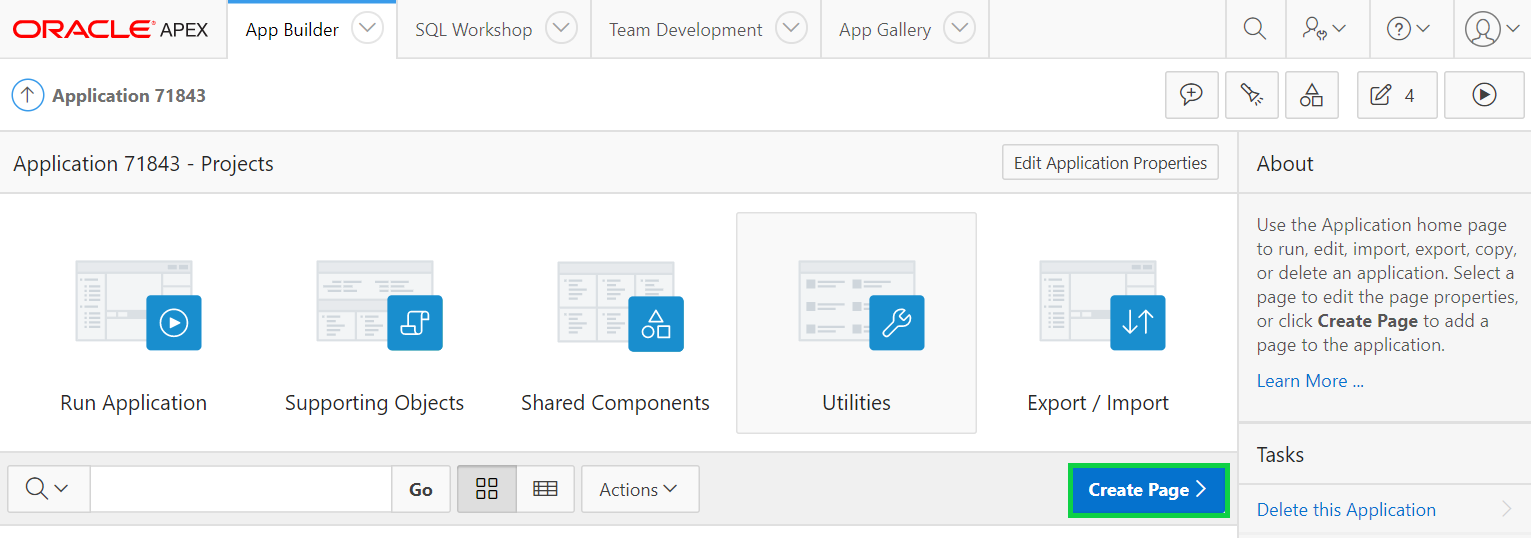 ORACLE® APEX
App Builder
SQL Workshop
Team Development
App Gallery
Application 71843
4
Application 71843 - Projects
Edit Application Properties
About
Use the Application home page
to run, edit, import, export, copy,
or delete an application. Select a
page to edit the page properties,
or click Create Page to add a
page to the application.
Learn More ...
Run Application
Supporting Objects
Shared Components
Utilities
Export / Import
Go
Actions
Create Page
Tasks
Delete this Application